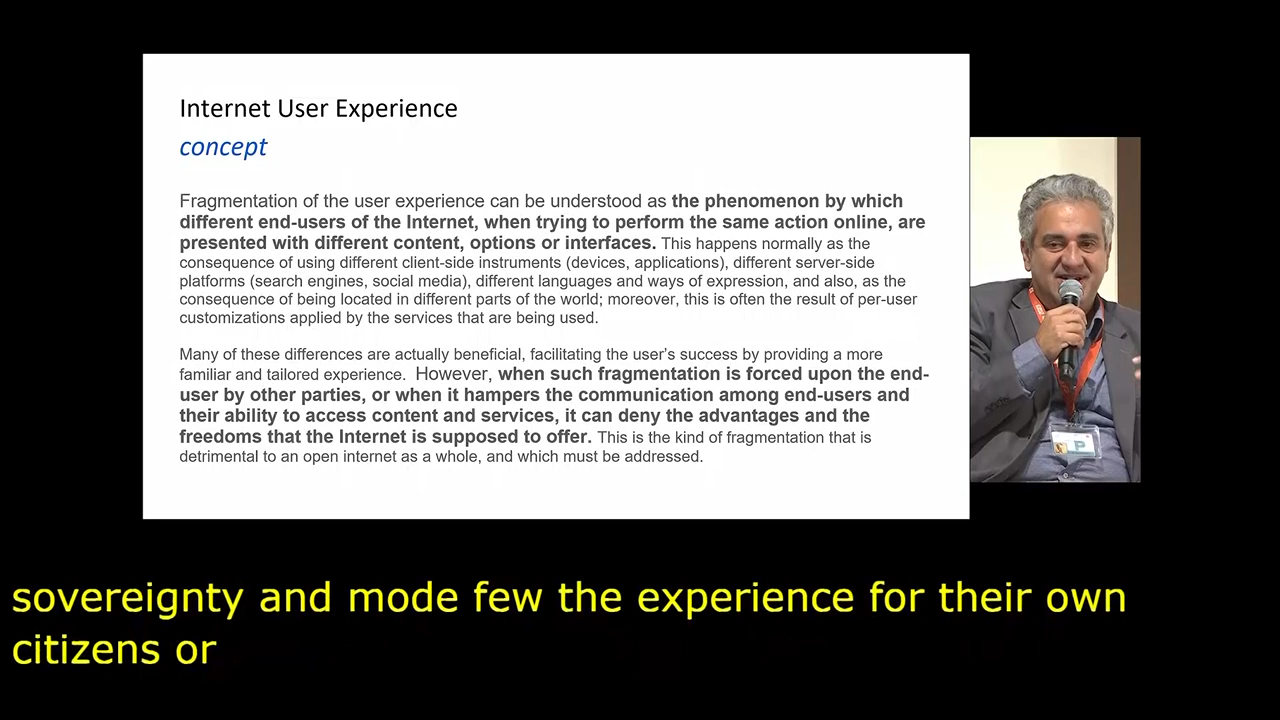 Internet User Experience
concept
Fragmentation of the user experience can be understood as the phenomenon by which
different end-users of the Internet, when trying to perform the same action online, are
presented with different content, options or interfaces. This happens normally as the
consequence of using different client-side instruments (devices, applications), different server-side
platforms (search engines, social media), different languages and ways of expression, and also, as the
consequence of being located in different parts of the world; moreover, this is often the result of per-user
customizations applied by the services that are being used.
Many of these differences are actually beneficial, facilitating the user’s success by providing a more
familiar and tailored experience. However, when such fragmentation is forced upon the end-
user by other parties, or when it hampers the communication among end-users and
their ability to access content and services, it can deny the advantages and the
freedoms that the Internet is supposed to offer. This is the kind of fragmentation that is
detrimental to an open internet as a whole, and which must be addressed.
P
sovereignty and mode few the experience for their own
citizens or